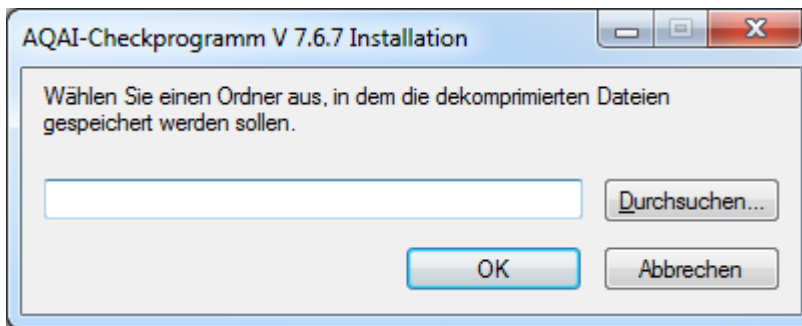 AQAI-Checkprogramm V 7.6.7 Installation
Wählen Sie einen Ordner aus, in dem die dekomprimierten Dateien
gespeichert werden sollen.
Durchsuchen...
OK
Abbrechen